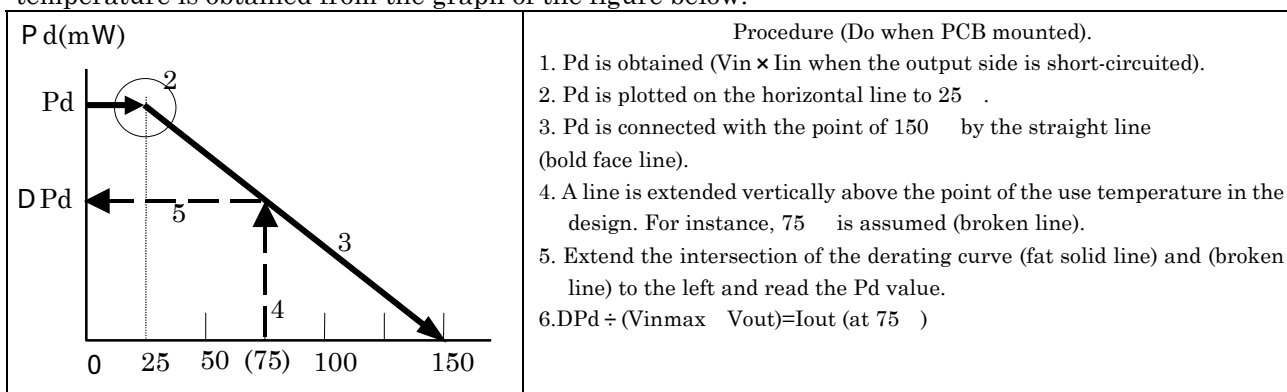 temperature is obtained from the graph of the figure below.
P d(mW)
Pd
2
D Pd
5
3
4
0 25 50 (75) 100 150
Procedure (Do when PCB mounted).
1. Pd is obtained (Vin × Iin when the output side is short-circuited).
2. Pd is plotted on the horizontal line to 25 .
3. Pd is connected with the point of 150 by the straight line
(bold face line).
4. A line is extended vertically above the point of the use temperature in the
design. For instance, 75 is assumed (broken line).
5. Extend the intersection of the derating curve (fat solid line) and (broken
line) to the left and read the Pd value.
6.DPd ÷ (Vinmax Vout)=Iout (at 75 )